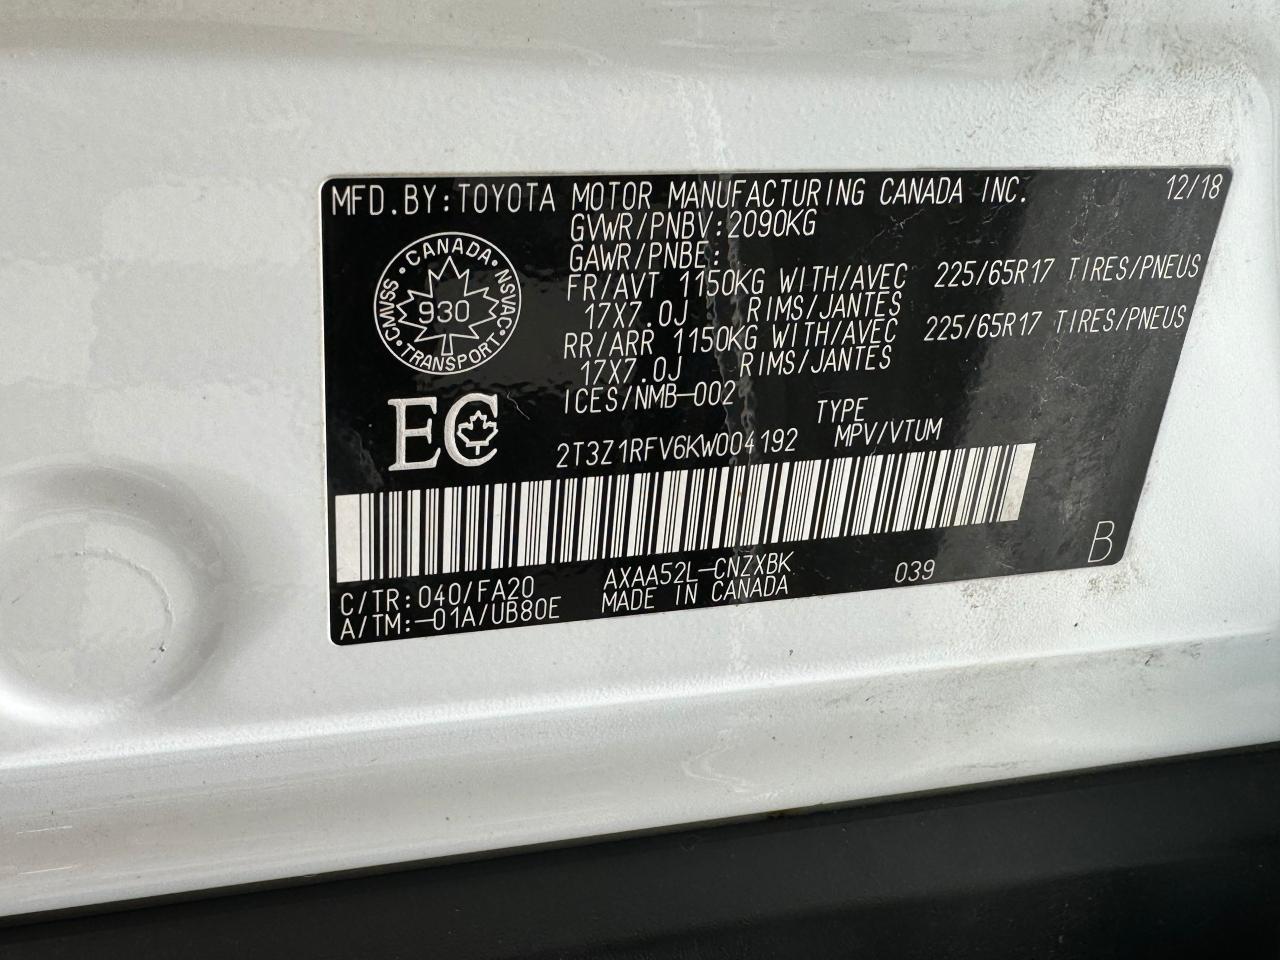 MFD.BY:TOYOTA MOTOR MANUFACTURING CANADA INC. 12/18
GVWR/PNBV:2090KG
GAWR/PNBE:
FR/AVT 1150KG WITH/AVEC 225/65R17 TIRES/PNEUS
17X7.0J RIMS/JANTES
RR/ARR 1150KG WITH/AVEC 225/65R17 TIRES/PNEUS
17X7.0J RIMS/JANTES
ICES/NMB-002
CANADA
CMVSS NSVAC
930
TRANSPORT
EC
TYPE
2T3Z1RFV6KW004192 MPV/VTUM
C/TR:040/FA20 AXAA52L-CNZXBK 039 B
A/TM:-01A/UB80E MADE IN CANADA